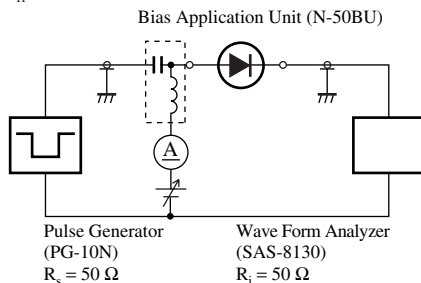 Bias Application Unit (N-50BU)
A
Pulse Generator
(PG-10N)
Rs = 50 Ω
Wave Form Analyzer
(SAS-8130)
Ri = 50 Ω